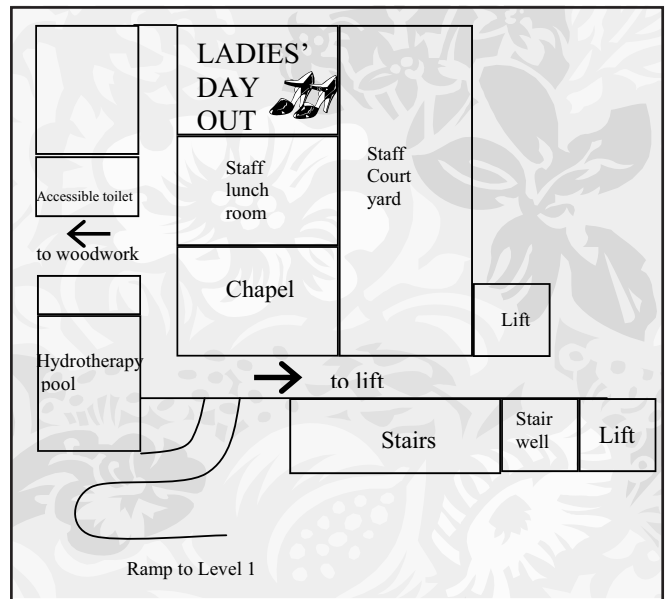 LADIES’
DAY
OUT
Staff
lunch
room
Staff
Court
yard
Accessible toilet
to woodwork
Chapel
Lift
Hydrotherapy
pool
to lift
Stairs
Stair
well
Lift
Ramp to Level 1